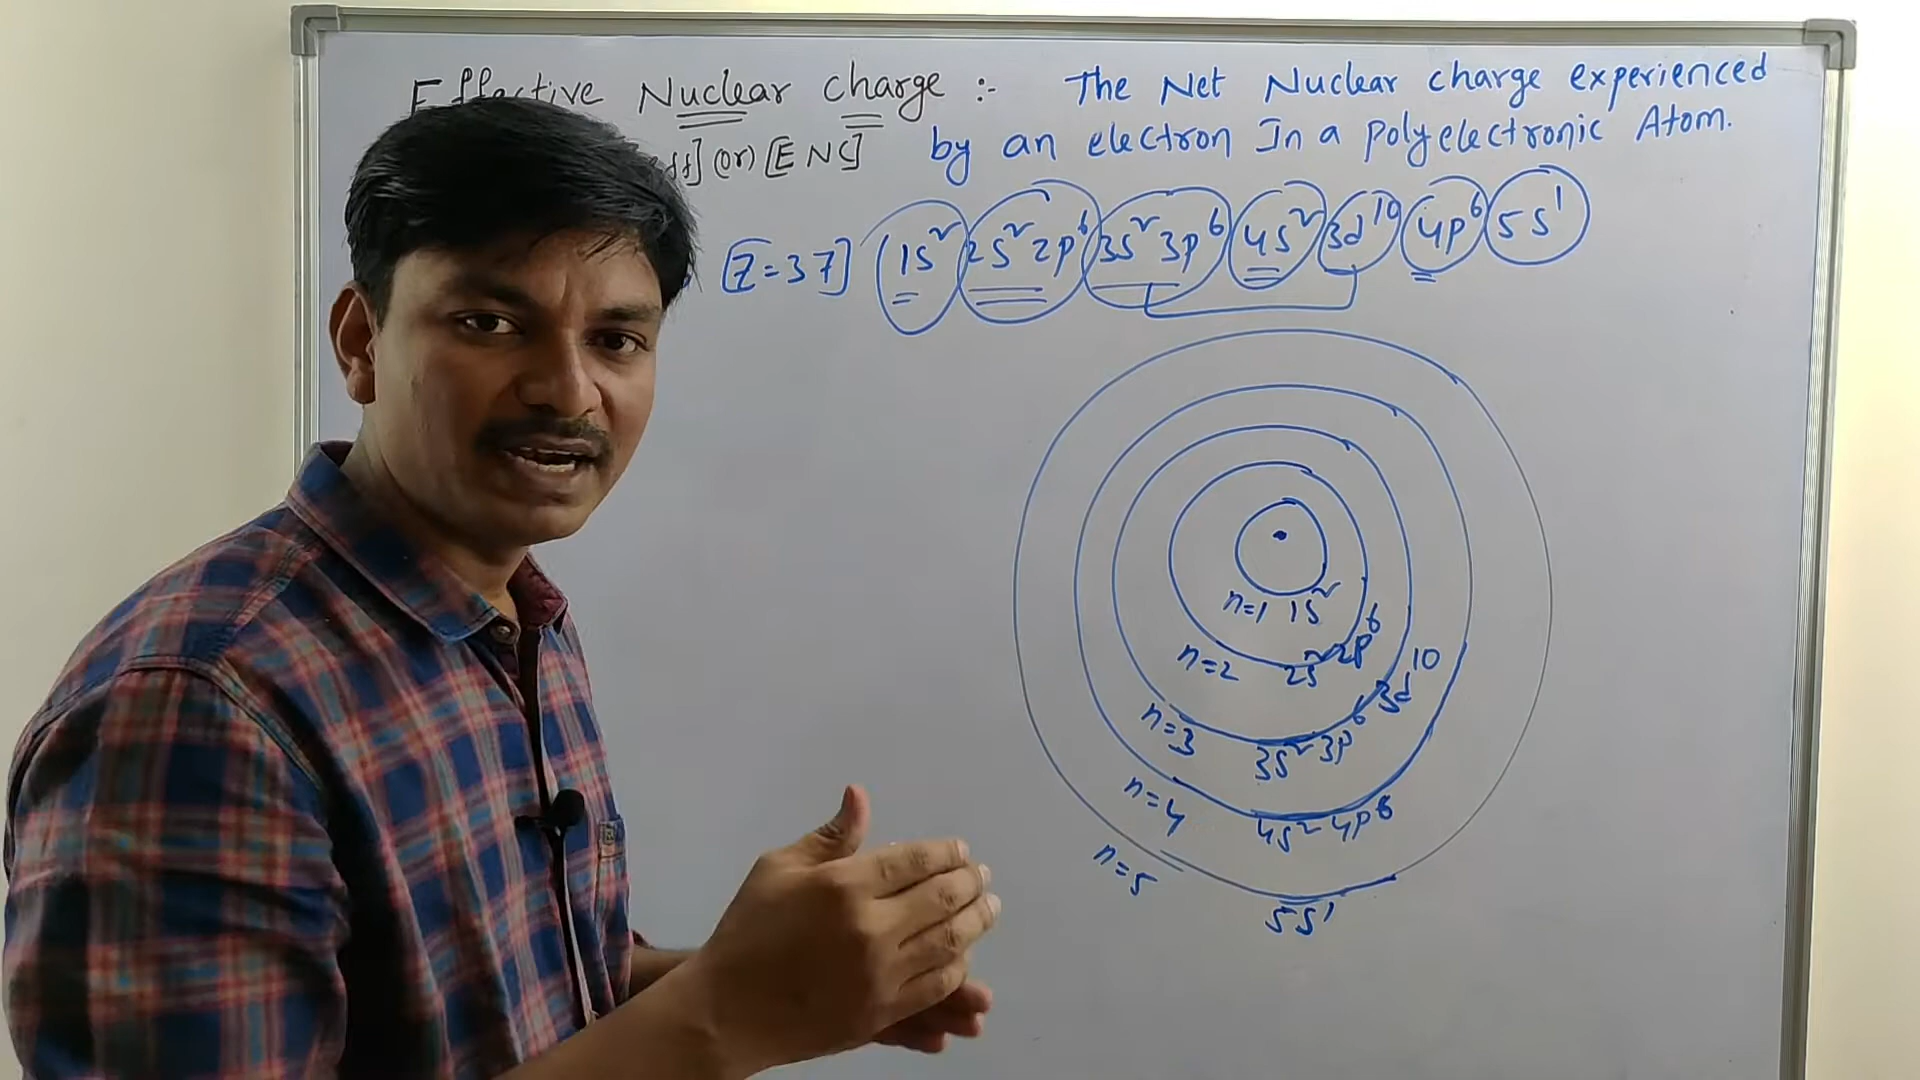 Effective Nuclear charge :- The Net Nuclear charge experienced
(or) [ENC] by an electron In a polyelectronic Atom.
[Z=37] 1s² 2s² 2p⁶ 3s² 3p⁶ 4s² 3d¹⁰ 4p⁶ 5s¹
n=1 1s²
n=2 2s² 2p⁶
n=3 3s² 3p⁶ 3d¹⁰
n=4 4s² 4p⁶
n=5 5s¹